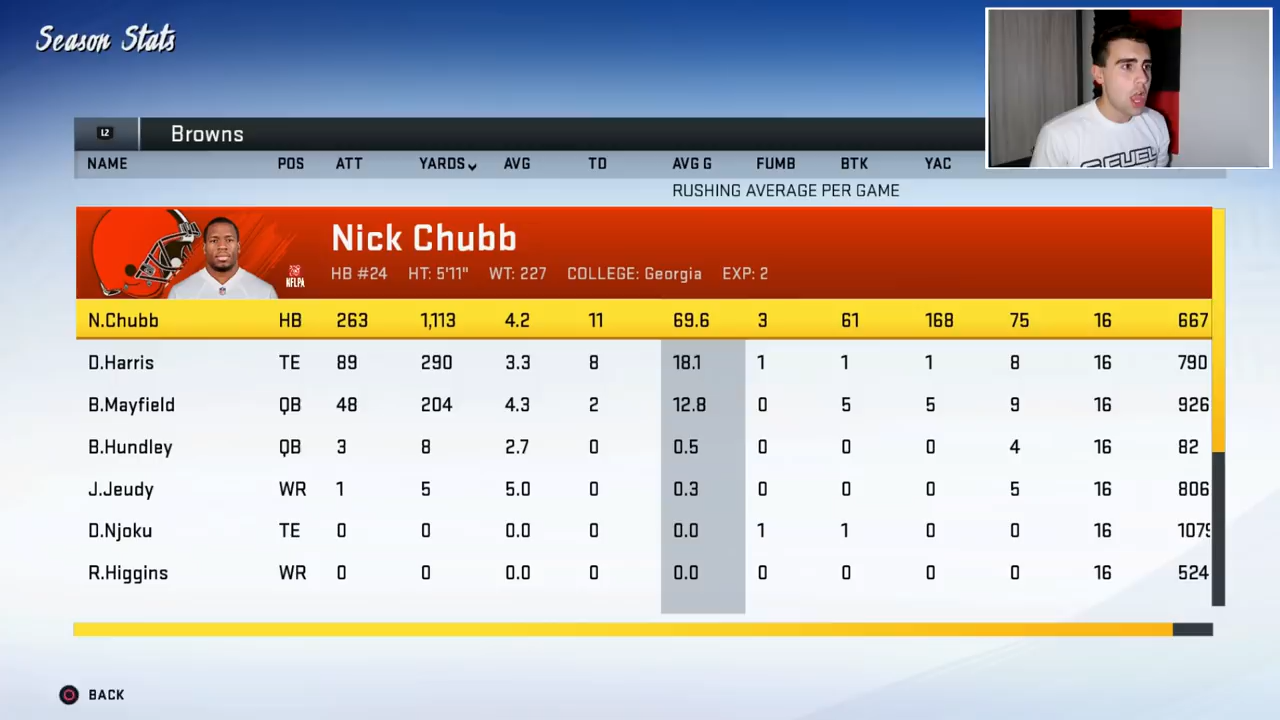 Season Stats
L2 Browns
NAME POS ATT YARDS AVG TD AVG G FUMB BTK YAC
RUSHING AVERAGE PER GAME
Nick Chubb
HB #24 HT: 5'11" WT: 227 COLLEGE: Georgia EXP: 2
NFLPA
N.Chubb HB 263 1,113 4.2 11 69.6 3 61 168 75 16 667
D.Harris TE 89 290 3.3 8 18.1 1 1 1 8 16 790
B.Mayfield QB 48 204 4.3 2 12.8 0 5 5 9 16 926
B.Hundley QB 3 8 2.7 0 0.5 0 0 0 4 16 82
J.Jeudy WR 1 5 5.0 0 0.3 0 0 0 5 16 806
D.Njoku TE 0 0 0.0 0 0.0 1 1 0 0 16 1079
R.Higgins WR 0 0 0.0 0 0.0 0 0 0 0 16 524
BACK